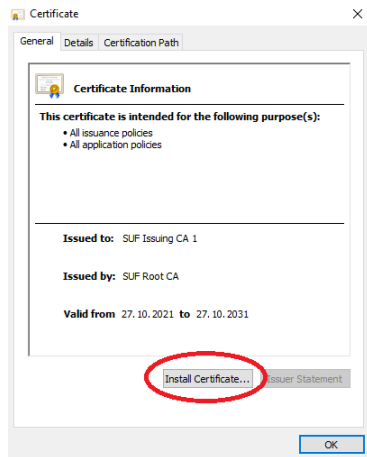 Certificate
General Details Certification Path
Certificate Information
This certificate is intended for the following purpose(s):
• All issuance policies
• All application policies
Issued to: SUF Issuing CA 1
Issued by: SUF Root CA
Valid from 27. 10. 2021 to 27. 10. 2031
Install Certificate... Issuer Statement
OK